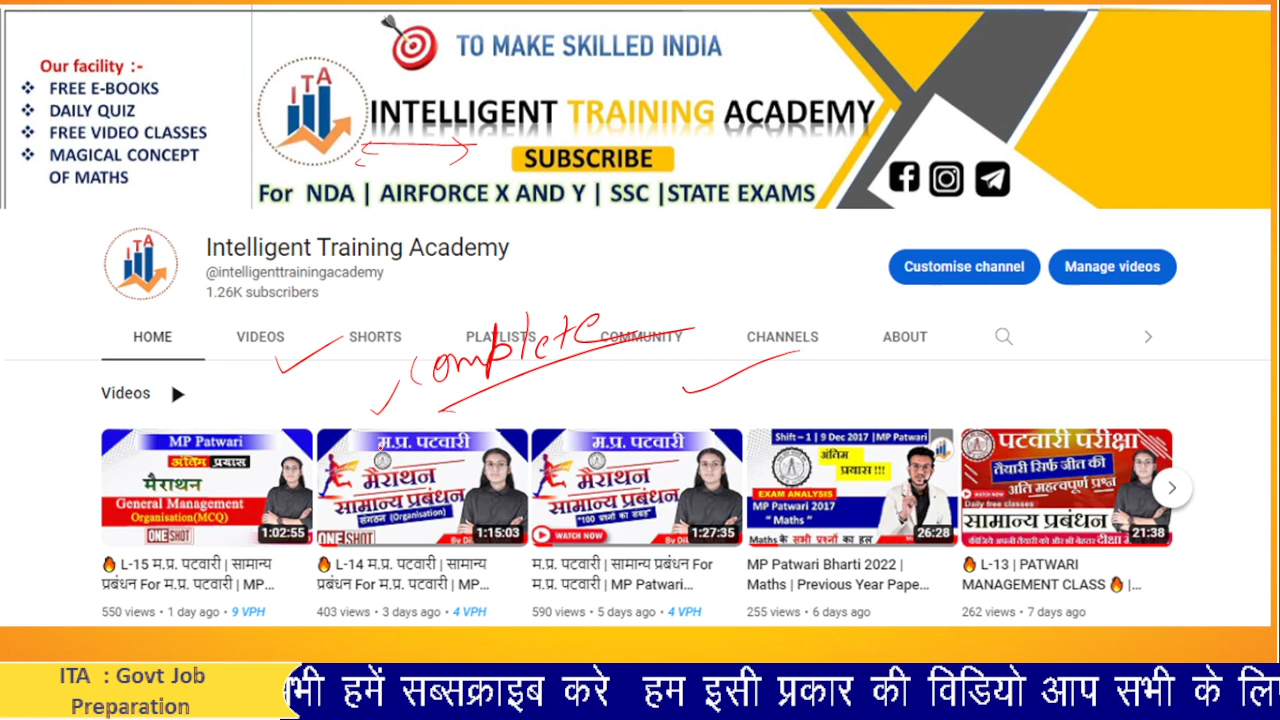 TO MAKE SKILLED INDIA
Our facility :-
FREE E-BOOKS
DAILY QUIZ
FREE VIDEO CLASSES
MAGICAL CONCEPT
OF MATHS
ITA
INTELLIGENT TRAINING ACADEMY
SUBSCRIBE
For NDA | AIRFORCE X AND Y | SSC |STATE EXAMS
ITA
Intelligent Training Academy
@intelligenttrainingacademy
1.26K subscribers
Customise channel
Manage videos
HOME VIDEOS SHORTS PLAYLISTS COMMUNITY CHANNELS ABOUT
complete
Videos
MP Patwari
अंतिम प्रयास
मैराथन
General Management
Organisation(MCQ)
ONE SHOT
1:02:55
🔥 L-15 म.प्र. पटवारी | सामान्य
प्रबंधन For म.प्र. पटवारी | MP...
550 views • 1 day ago • 9 VPH
म.प्र. पटवारी
मैराथन
सामान्य प्रबंधन
संगठन (Organisation)
ONE SHOT
1:15:03
🔥 L-14 म.प्र. पटवारी | सामान्य
प्रबंधन For म.प्र. पटवारी | MP...
403 views • 3 days ago • 4 VPH
म.प्र. पटवारी
मैराथन
सामान्य प्रबंधन
"100 प्रश्नों का संग्रह"
WATCH NOW
1:27:35
म.प्र. पटवारी | सामान्य प्रबंधन For
म.प्र. पटवारी | MP Patwari...
590 views • 5 days ago • 4 VPH
Shift – 1 | 9 Dec 2017 |MP Patwari
अंतिम
प्रयास !!!
EXAM ANALYSIS
MP Patwari 2017
" Maths "
Maths के सभी प्रश्नों का हल
26:28
MP Patwari Bharti 2022 |
Maths | Previous Year Pape...
255 views • 6 days ago
पटवारी परीक्षा
तैयारी सिर्फ जीत की
अति महत्वपूर्ण प्रश्न
WATCH NOW
Daily free classes
सामान्य प्रबंधन
21:38
🔥 L-13 | PATWARI
MANAGEMENT CLASS 🔥 |...
262 views • 7 days ago
ITA : Govt Job
Preparation
हमें सब्सक्राइब करे हम इसी प्रकार की विडियो आप सभी के